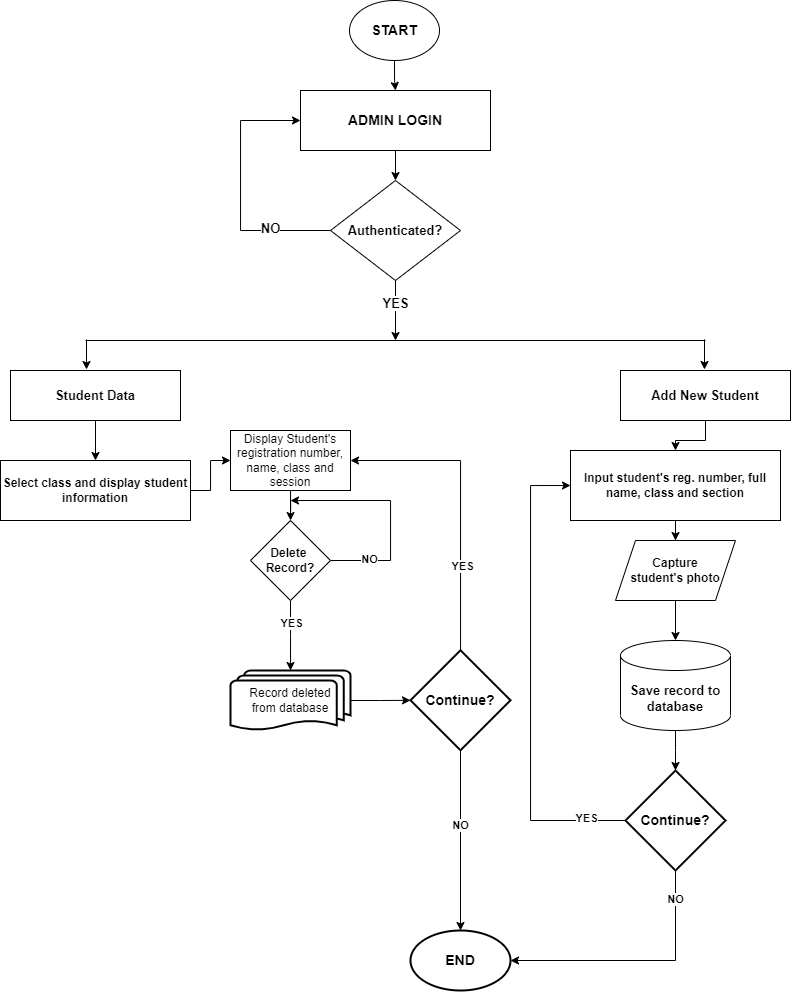 START
ADMIN LOGIN
Authenticated?
NO
YES
Student Data
Select class and display student
information
Display Student's
registration number,
name, class and
session
Delete
Record?
NO
YES
Record deleted
from database
Continue?
YES
NO
Add New Student
Input student's reg. number, full
name, class and section
Capture
student's photo
Save record to
database
Continue?
YES
NO
END